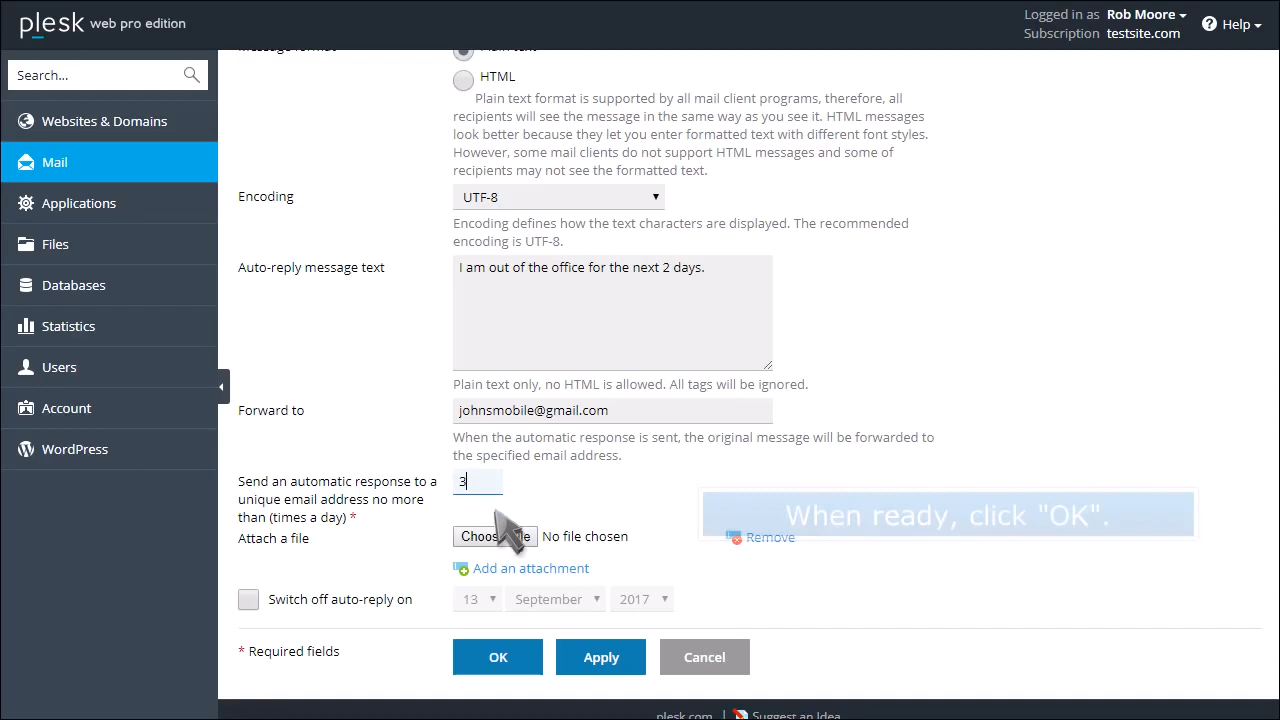 plesk web pro edition
Logged in as Rob Moore
Subscription testsite.com
Help
Search...
Websites & Domains
Mail
Applications
Files
Databases
Statistics
Users
Account
WordPress
Message format
Plain text
HTML
Plain text format is supported by all mail client programs, therefore, all
recipients will see the message in the same way as you see it. HTML messages
look better because they let you enter formatted text with different font styles.
However, some mail clients do not support HTML messages and some of
recipients may not see the formatted text.
Encoding
UTF-8
Encoding defines how the text characters are displayed. The recommended
encoding is UTF-8.
Auto-reply message text
I am out of the office for the next 2 days.
Plain text only, no HTML is allowed. All tags will be ignored.
Forward to
johnsmobile@gmail.com
When the automatic response is sent, the original message will be forwarded to
the specified email address.
Send an automatic response to a
unique email address no more
than (times a day) *
3
When ready, click "OK".
Attach a file
Choose File No file chosen
Remove
Add an attachment
Switch off auto-reply on
13 September 2017
* Required fields
OK
Apply
Cancel
plesk.com | Suggest an Idea